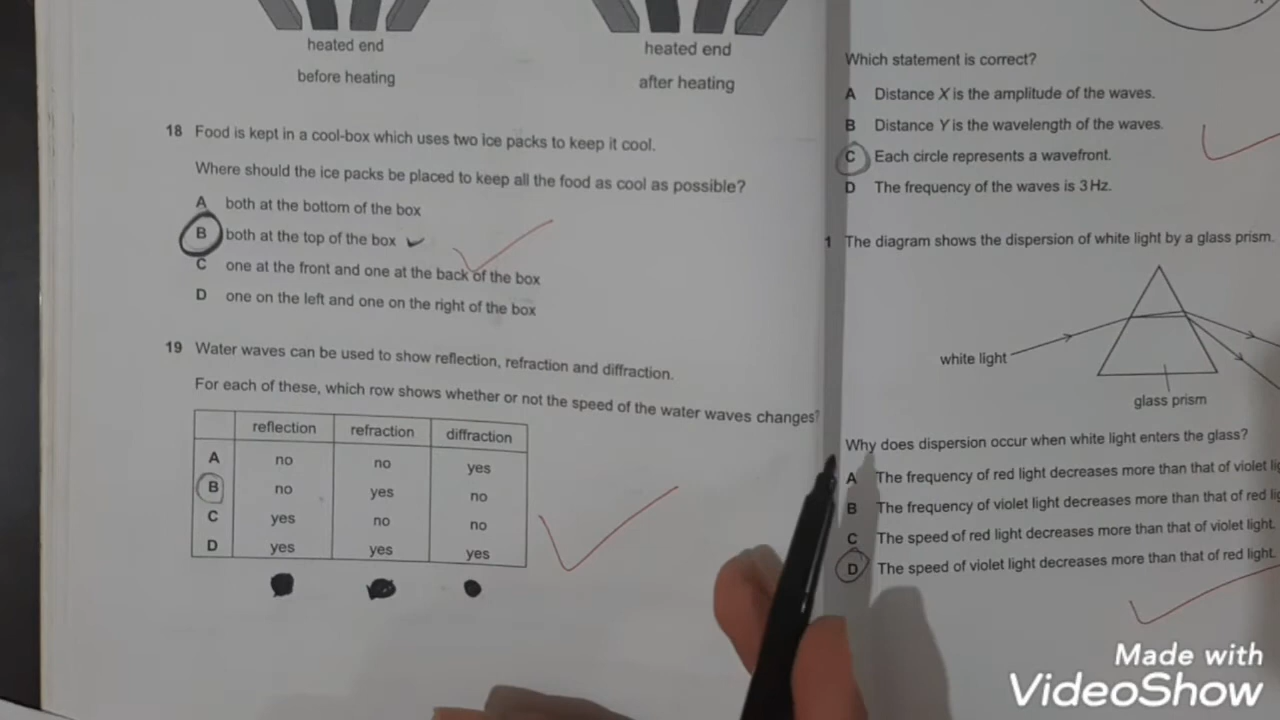 heated end
before heating
heated end
after heating
18 Food is kept in a cool-box which uses two ice packs to keep it cool.
Where should the ice packs be placed to keep all the food as cool as possible?
A both at the bottom of the box
B both at the top of the box
C one at the front and one at the back of the box
D one on the left and one on the right of the box
19 Water waves can be used to show reflection, refraction and diffraction.
For each of these, which row shows whether or not the speed of the water waves changes?
reflection refraction diffraction
A no no yes
B no yes no
C yes no no
D yes yes yes
Which statement is correct?
A Distance X is the amplitude of the waves.
B Distance Y is the wavelength of the waves.
C Each circle represents a wavefront.
D The frequency of the waves is 3 Hz.
1 The diagram shows the dispersion of white light by a glass prism.
white light
glass prism
Why does dispersion occur when white light enters the glass?
A The frequency of red light decreases more than that of violet
B The frequency of violet light decreases more than that of red
C The speed of red light decreases more than that of violet light.
D The speed of violet light decreases more than that of red light.
Made with
VideoShow